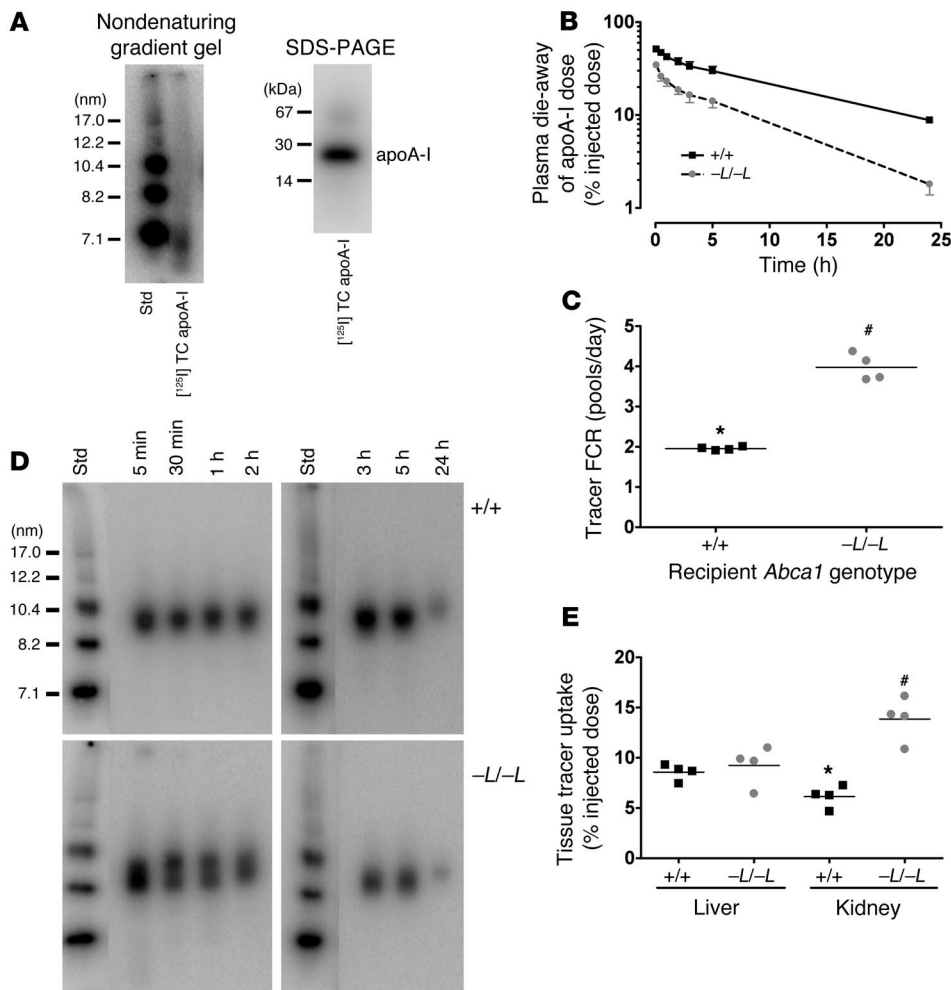 A
Nondenaturing
gradient gel
(nm)
17.0
12.2
10.4
8.2
7.1
Std
[125I] TC apoA-I
SDS-PAGE
(kDa)
67
30
14
apoA-I
[125I] TC apoA-I
B
Plasma die-away
of apoA-I dose
(% injected dose)
100
10
1
+/+
–L/–L
0
5
10
15
20
25
Time (h)
C
Tracer FCR (pools/day)
5
4
3
2
1
0
*
#
+/+
–L/–L
Recipient Abca1 genotype
D
Std
5 min
30 min
1 h
2 h
Std
3 h
5 h
24 h
+/+
(nm)
17.0
12.2
10.4
8.2
7.1
–L/–L
E
Tissue tracer uptake
(% injected dose)
20
15
10
5
0
*
#
+/+
–L/–L
+/+
–L/–L
Liver
Kidney